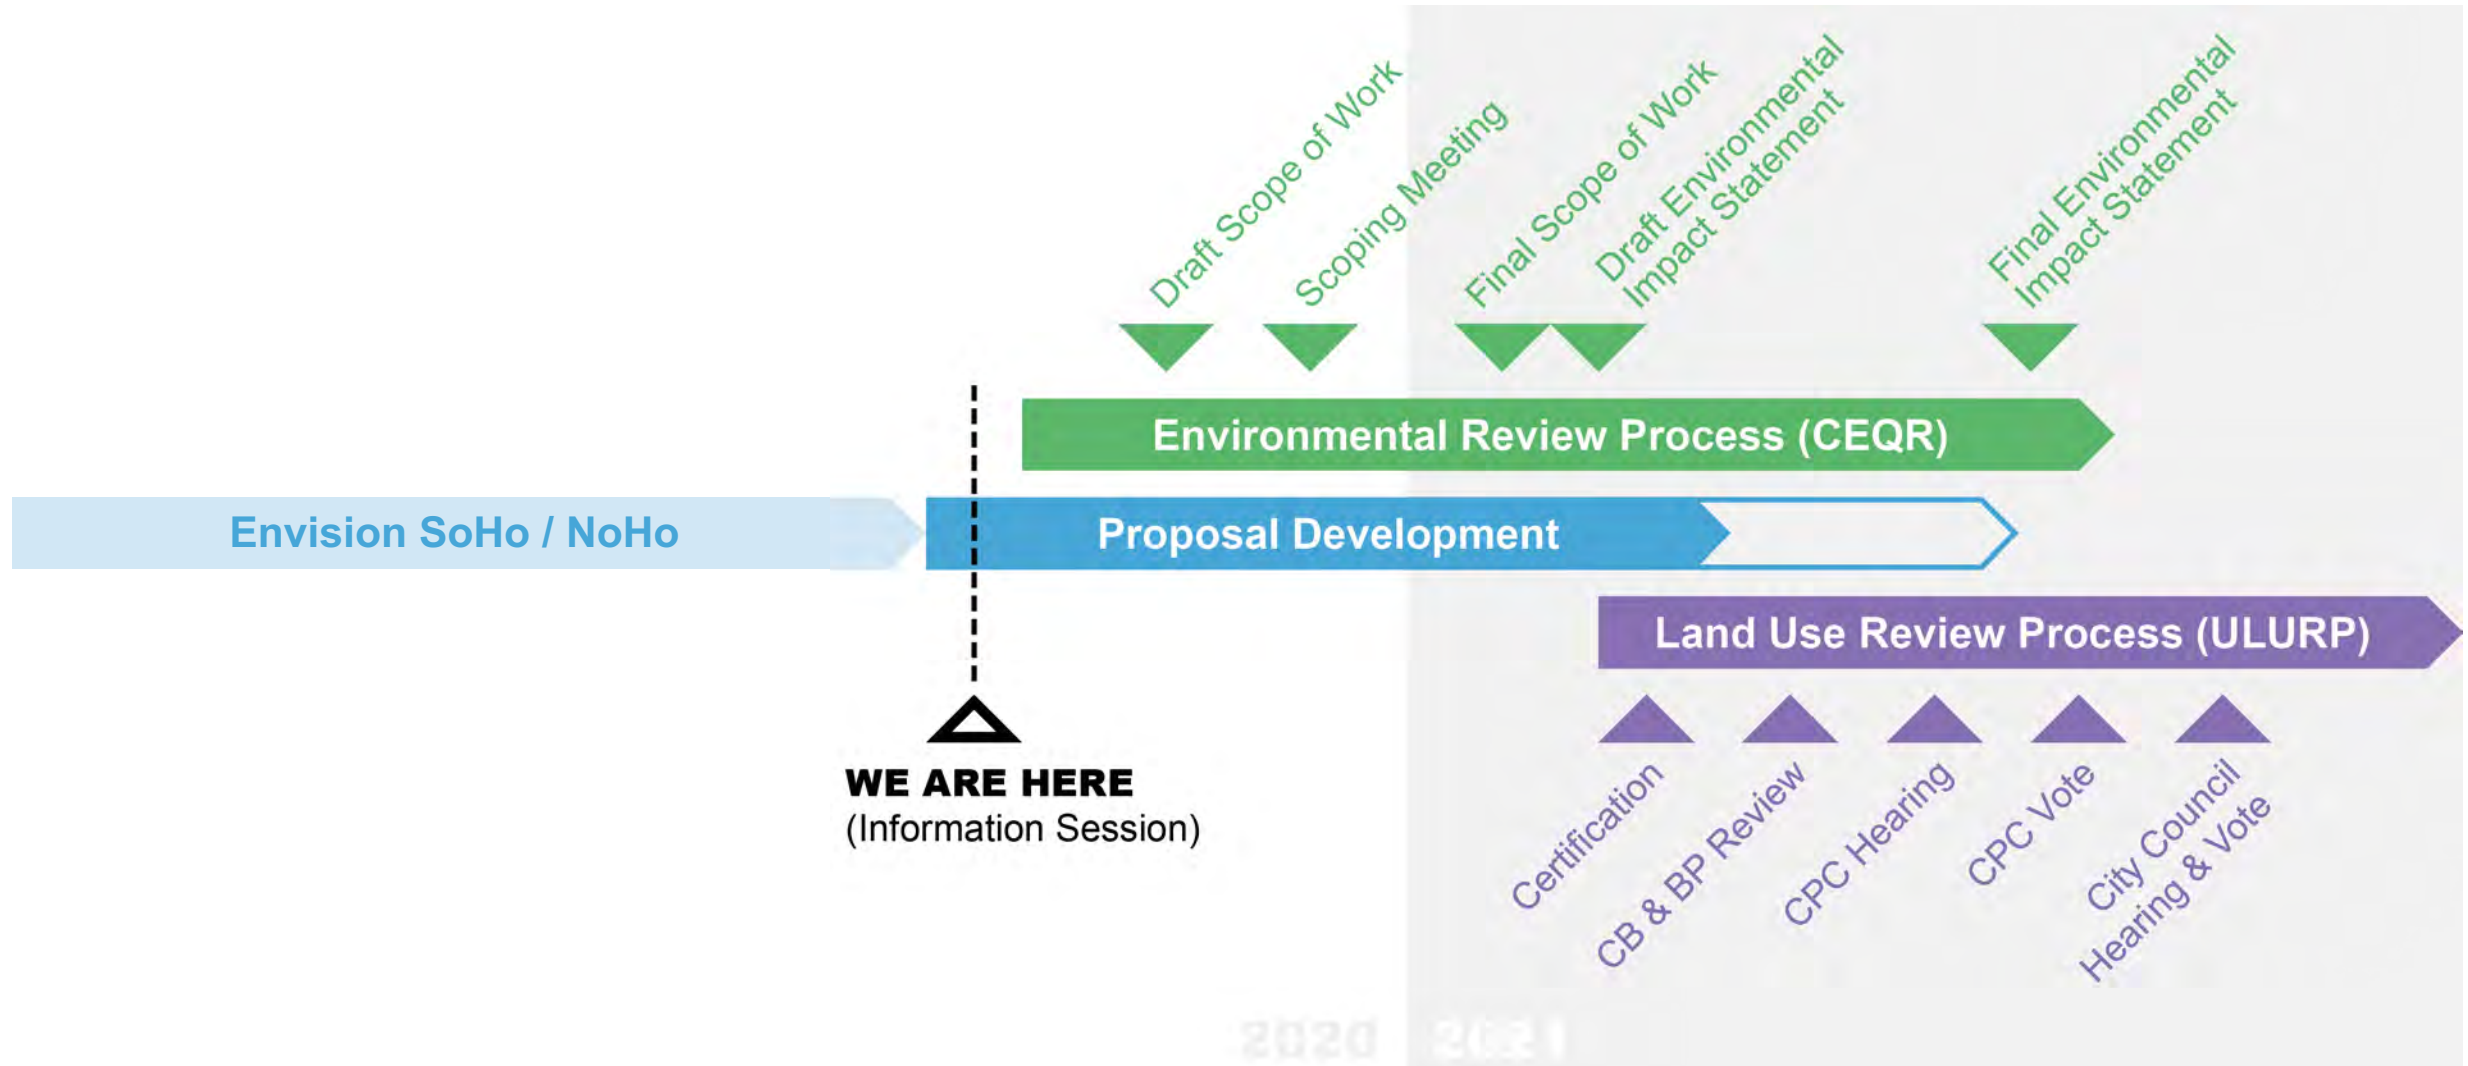 Draft Scope of Work
Scoping Meeting
Final Scope of Work
Draft Environmental
Impact Statement
Final Environmental
Impact Statement
Environmental Review Process (CEQR)
Envision SoHo / NoHo
Proposal Development
Land Use Review Process (ULURP)
WE ARE HERE
(Information Session)
Certification
CB & BP Review
CPC Hearing
CPC Vote
City Council
Hearing & Vote
2020
2021